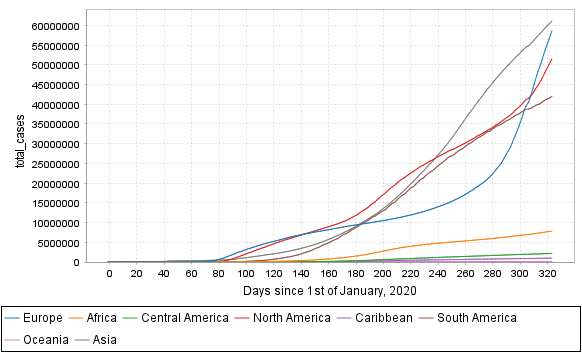 60000000
55000000
50000000
45000000
40000000
35000000
30000000
25000000
20000000
15000000
10000000
5000000
0
total_cases
0 20 40 60 80 100 120 140 160 180 200 220 240 260 280 300 320
Days since 1st of January, 2020
Europe Africa Central America North America Caribbean South America
Oceania Asia